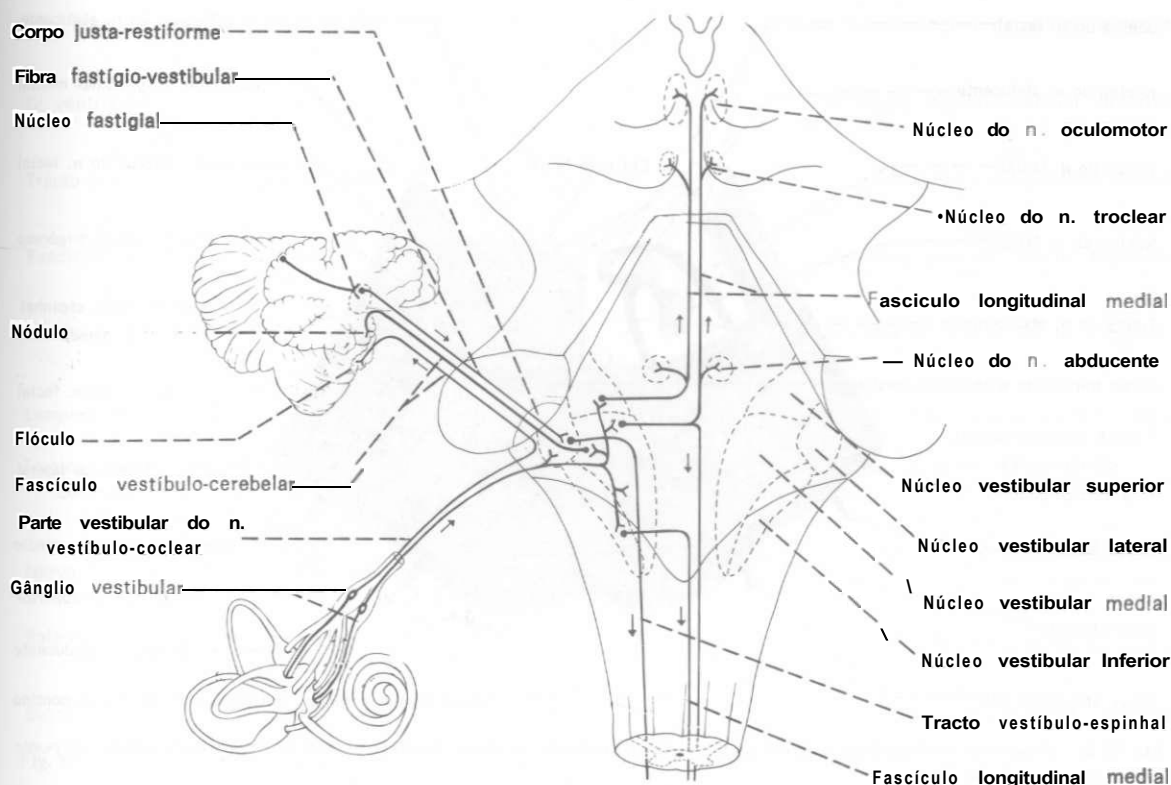 Corpo justa-restiforme
Fibra fastígio-vestibular
Núcleo fastigial
Nódulo
Flóculo
Fascículo vestíbulo-cerebelar
Parte vestibular do n.
vestíbulo-coclear
Gânglio vestibular
Núcleo do n. oculomotor
•Núcleo do n. troclear
Fasciculo longitudinal medial
— Núcleo do n. abducente
Núcleo vestibular superior
Núcleo vestibular lateral
\
Núcleo vestibular medial
\
Núcleo vestibular Inferior
Tracto vestíbulo-espinhal
Fascículo longitudinal medial